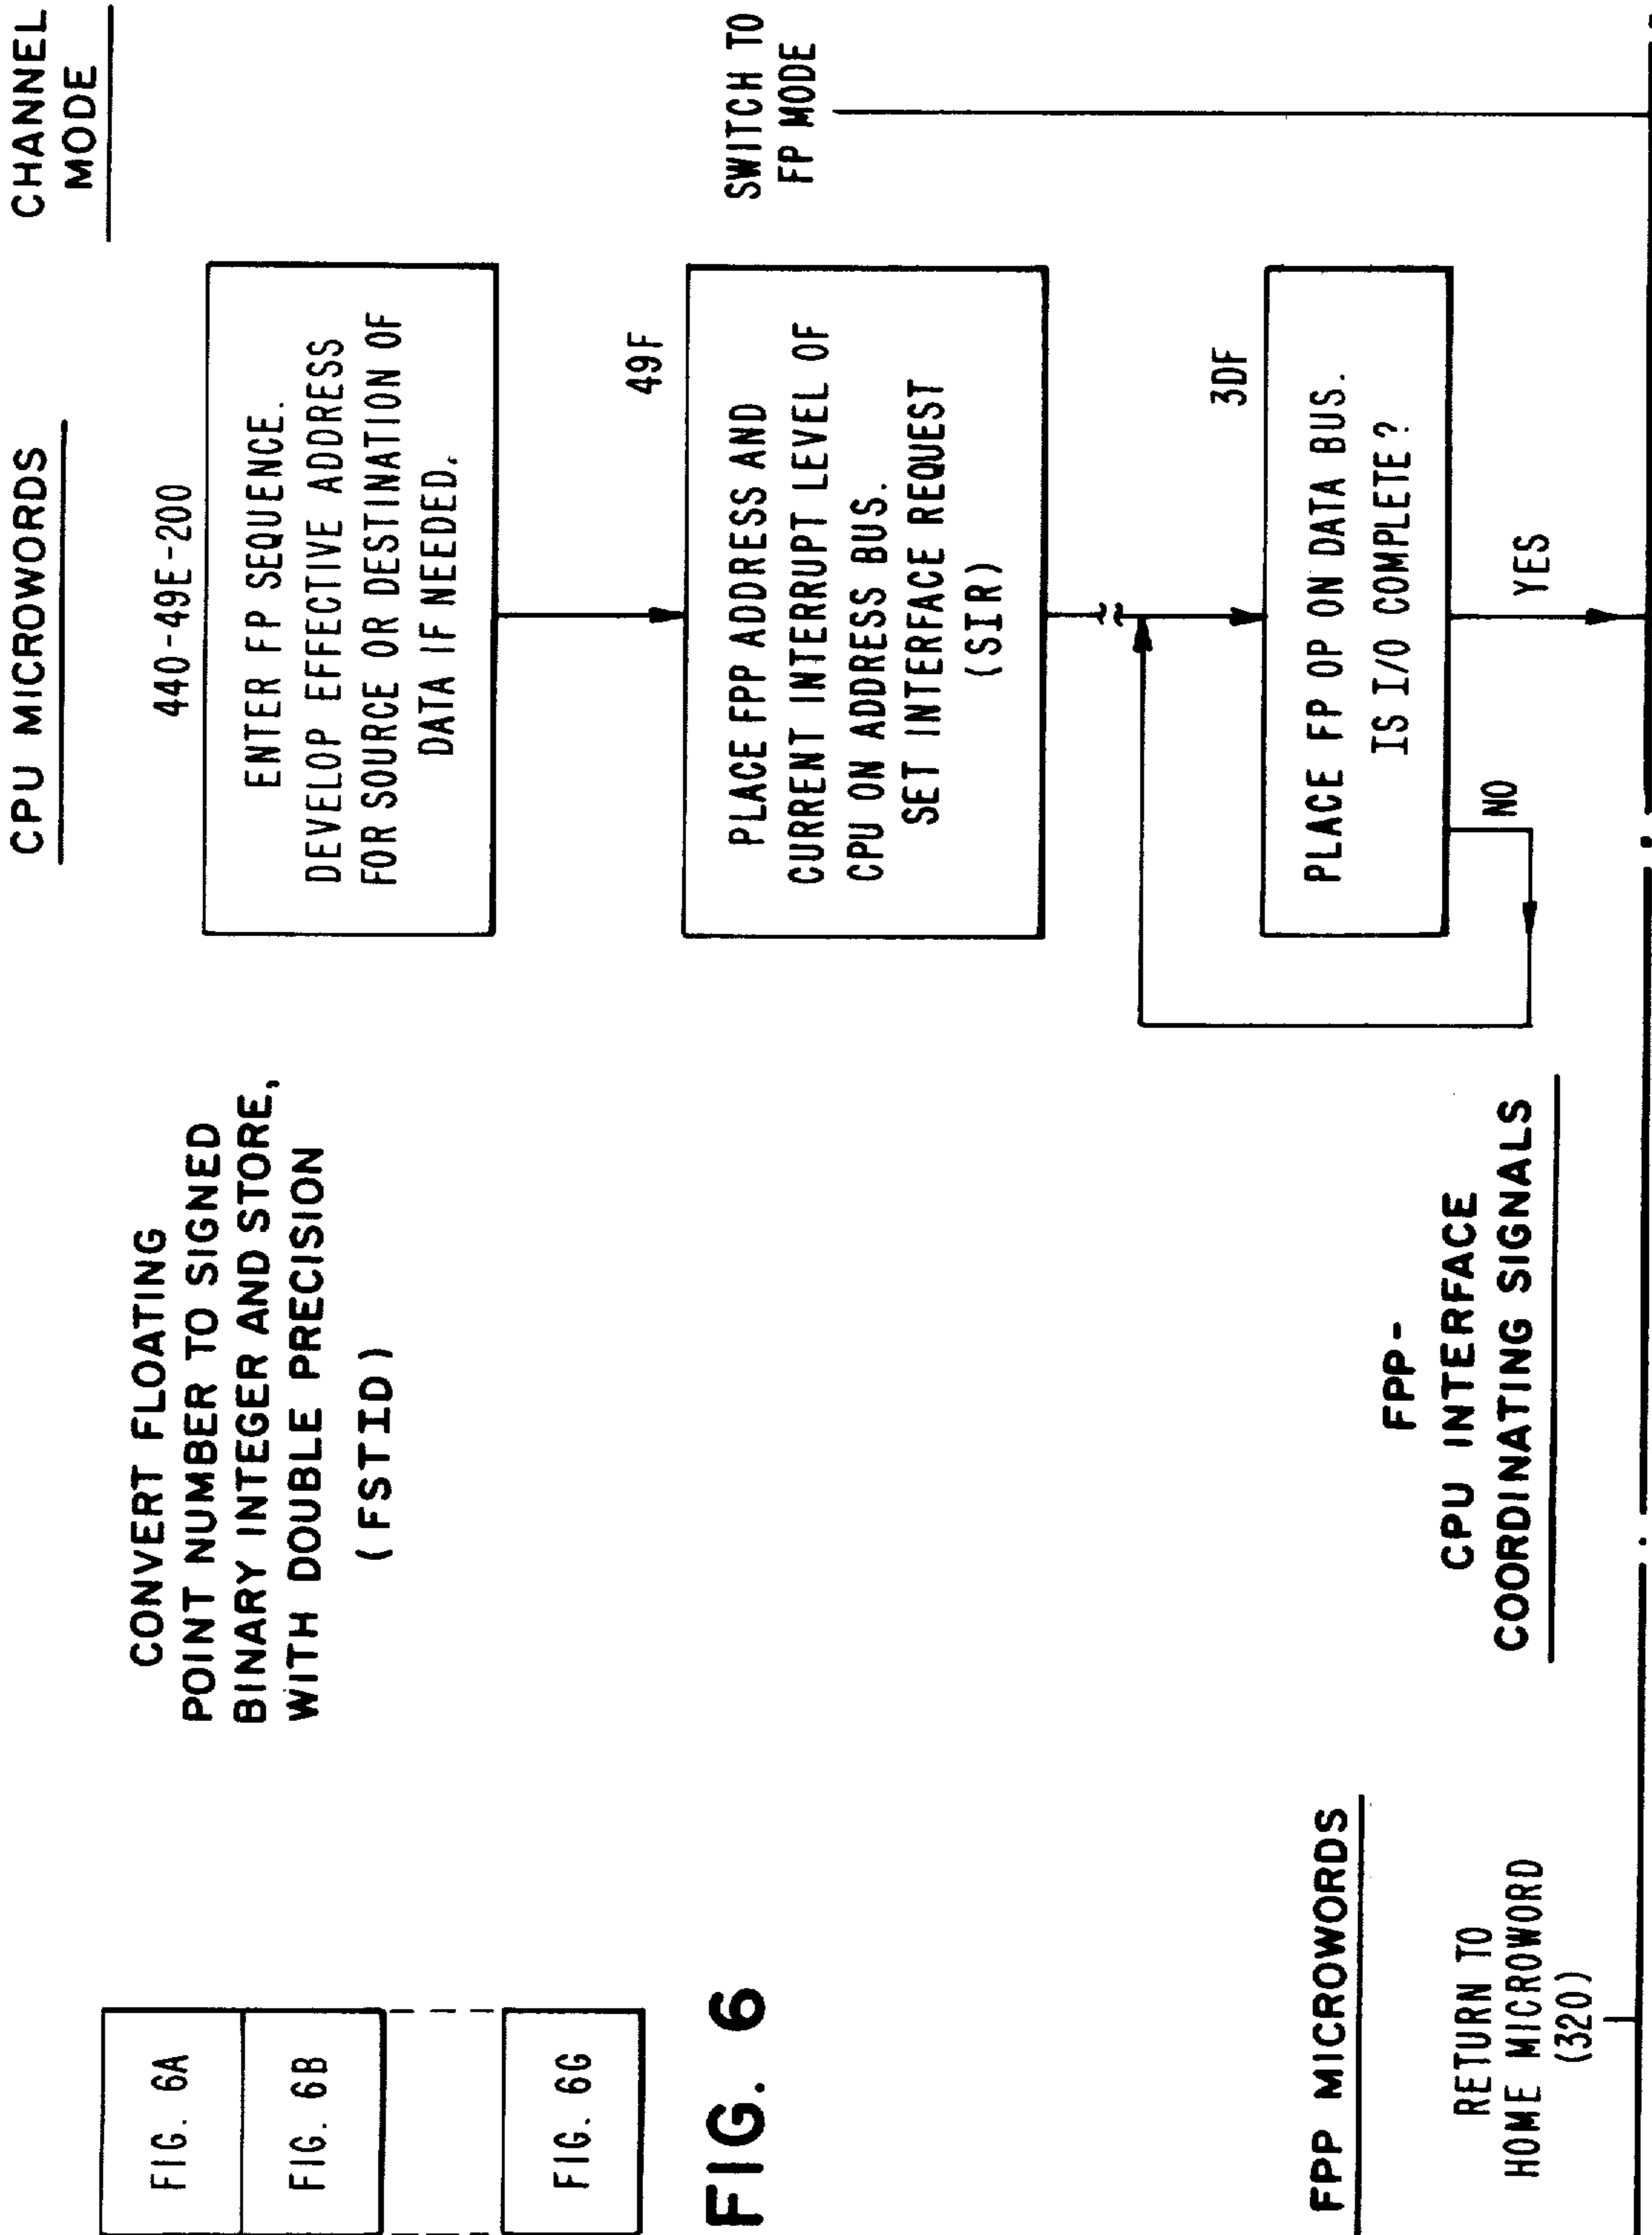 FIG. 6A
FIG. 6B
FIG. 6G
FIG. 6
CONVERT FLOATING
POINT NUMBER TO SIGNED
BINARY INTEGER AND STORE,
WITH DOUBLE PRECISION
(FSTID)
CPU MICROWORDS
CHANNEL
MODE
440-49E-200
ENTER FP SEQUENCE.
DEVELOP EFFECTIVE ADDRESS
FOR SOURCE OR DESTINATION OF
DATA IF NEEDED.
49F
PLACE FPP ADDRESS AND
CURRENT INTERRUPT LEVEL OF
CPU ON ADDRESS BUS.
SET INTERFACE REQUEST
(SIR)
SWITCH TO
FP MODE
3DF
PLACE FP OP ON DATA BUS.
IS I/O COMPLETE?
NO
YES
FPP MICROWORDS
RETURN TO
HOME MICROWORD
(320)
FPP-
CPU INTERFACE
COORDINATING SIGNALS